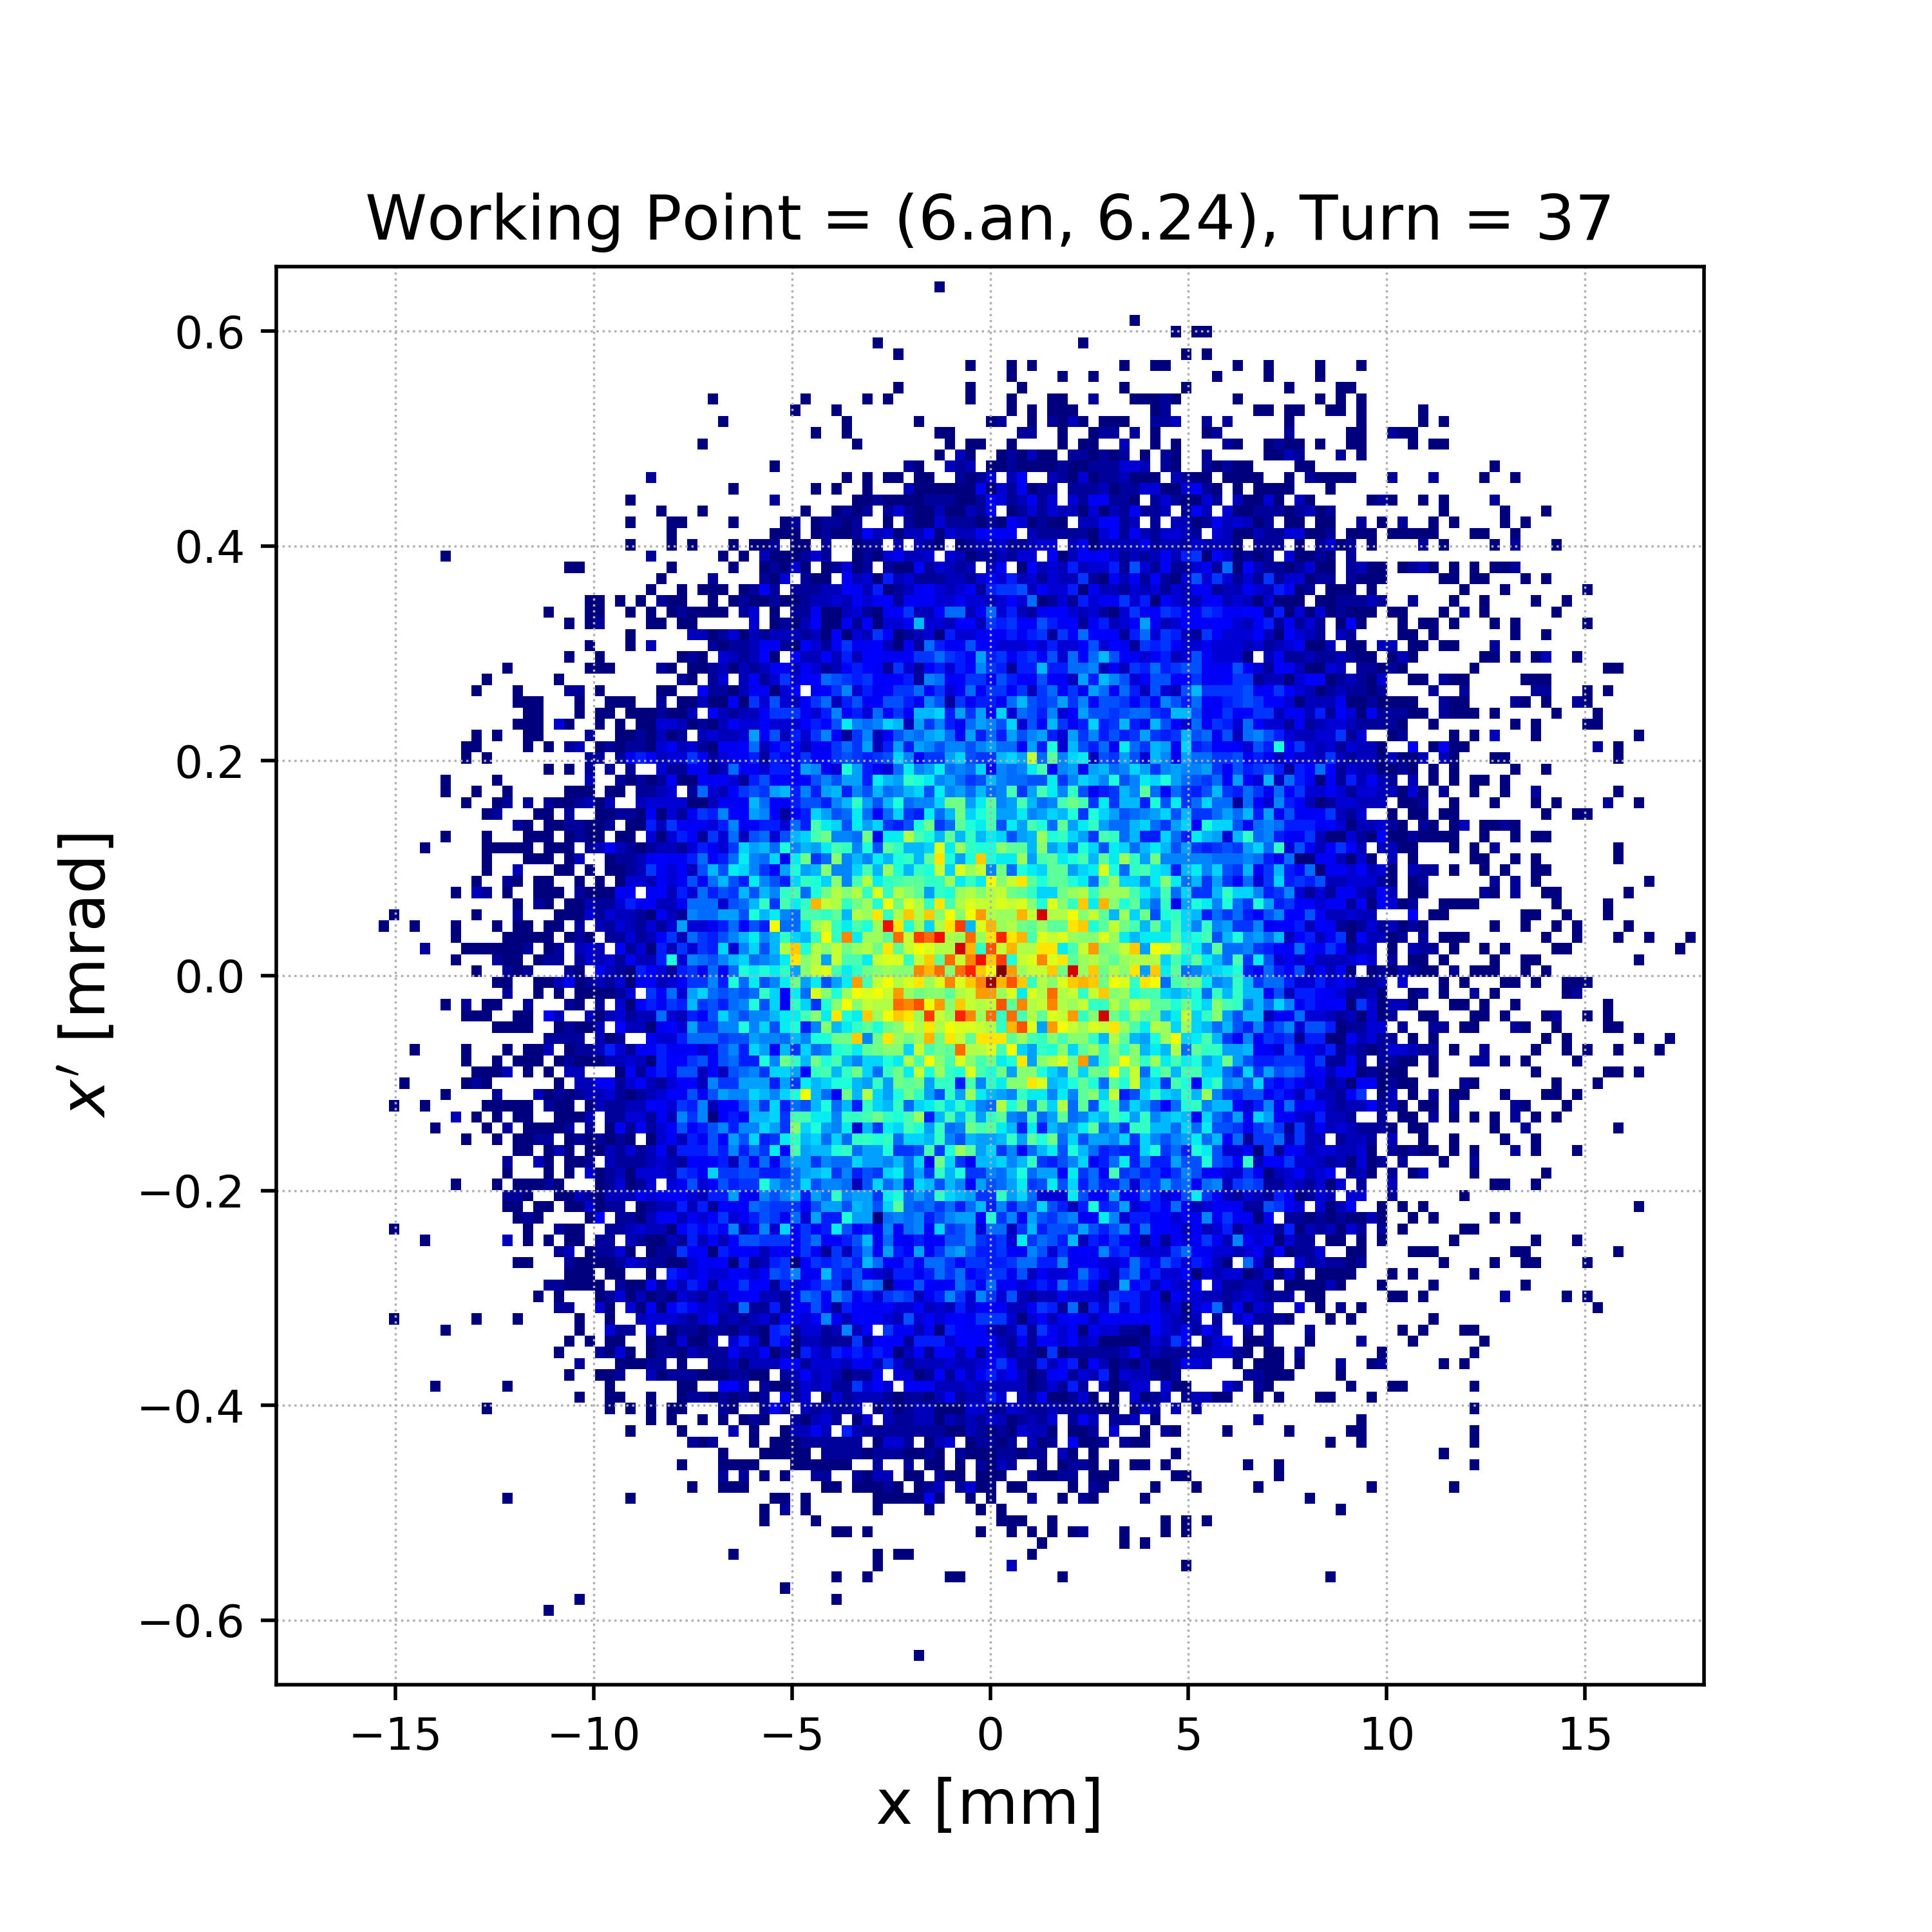 Working Point = (6.an, 6.24), Turn = 37
0.6
0.4
0.2
0.0
−0.2
−0.4
−0.6
x′ [mrad]
−15 −10 −5 0 5 10 15
x [mm]